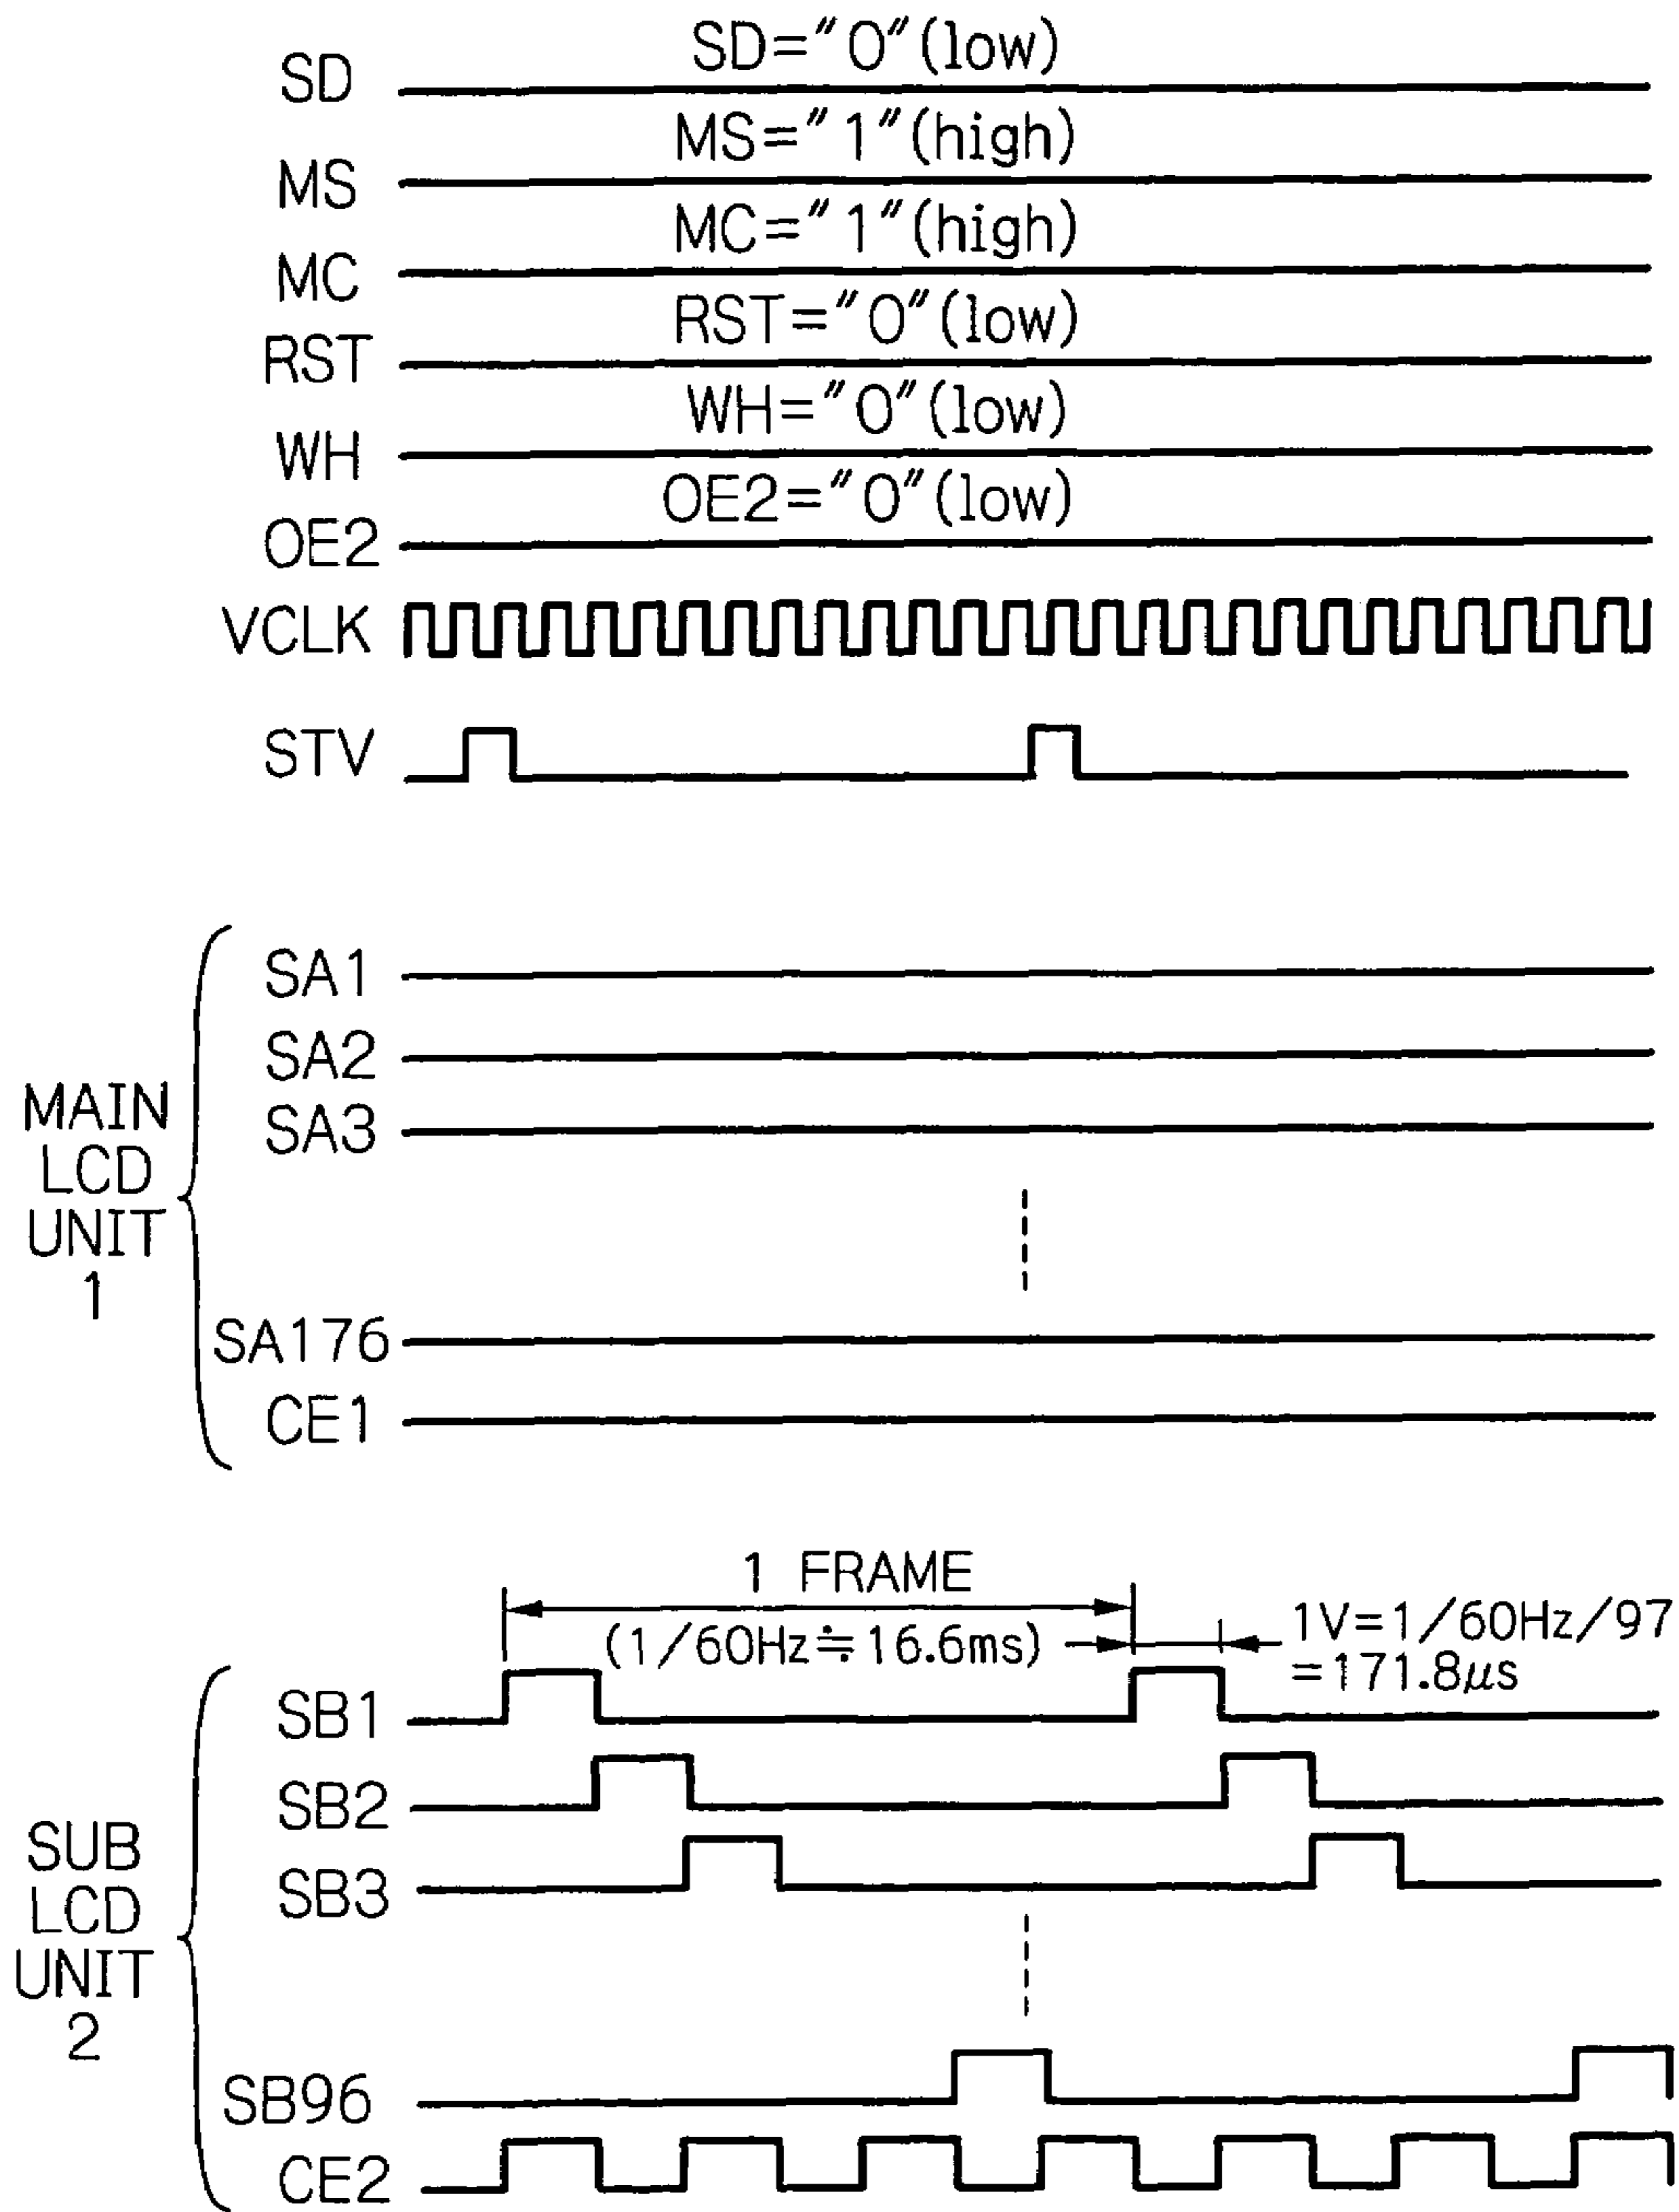 SD="0"(low)
SD
MS="1"(high)
MS
MC="1"(high)
MC
RST="0"(low)
RST
WH="0"(low)
WH
OE2="0"(low)
OE2
VCLK
STV
SA1
SA2
SA3
MAIN
LCD
UNIT
1
SA176
CE1
1 FRAME
(1/60Hz≒16.6ms)
1V=1/60Hz/97
=171.8μs
SB1
SB2
SB3
SUB
LCD
UNIT
2
SB96
CE2